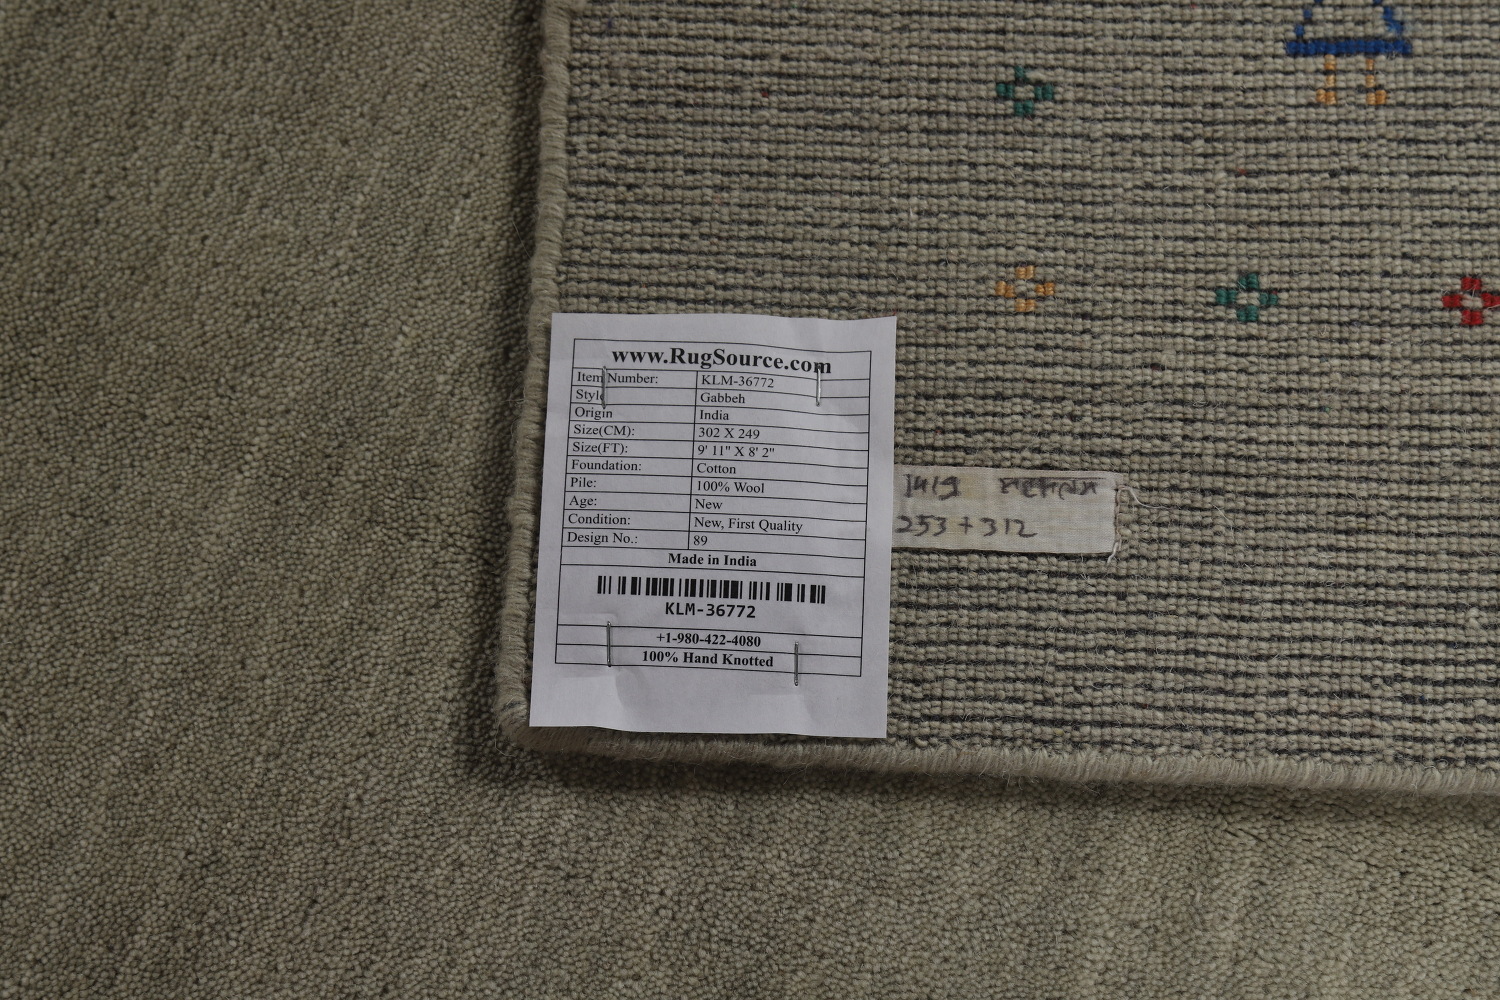 www.RugSource.com
Item Number: KLM-36772
Style Gabbeh
Origin India
Size(CM): 302 X 249
Size(FT): 9' 11" X 8' 2"
Foundation: Cotton
Pile: 100% Wool
Age: New
Condition: New, First Quality
Design No.: 89
Made in India
KLM-36772
+1-980-422-4080
100% Hand Knotted
253 + 312